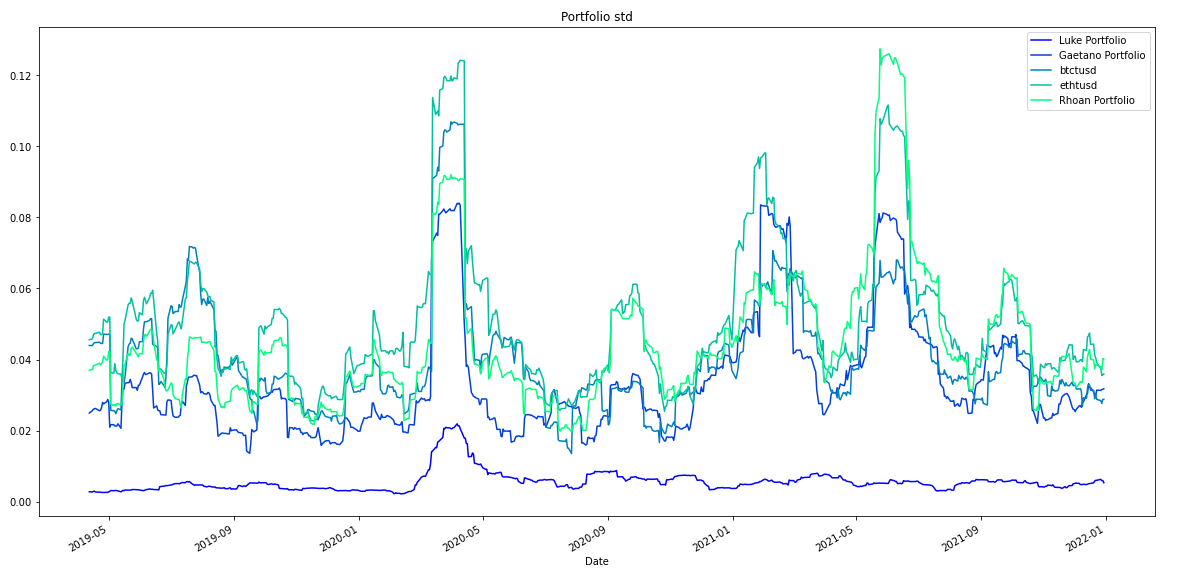 Portfolio std
Luke Portfolio
Gaetano Portfolio
btctusd
ethtusd
Rhoan Portfolio
0.12
0.10
0.08
0.06
0.04
0.02
0.00
2019-05
2019-09
2020-01
2020-05
2020-09
2021-01
2021-05
2021-09
2022-01
Date